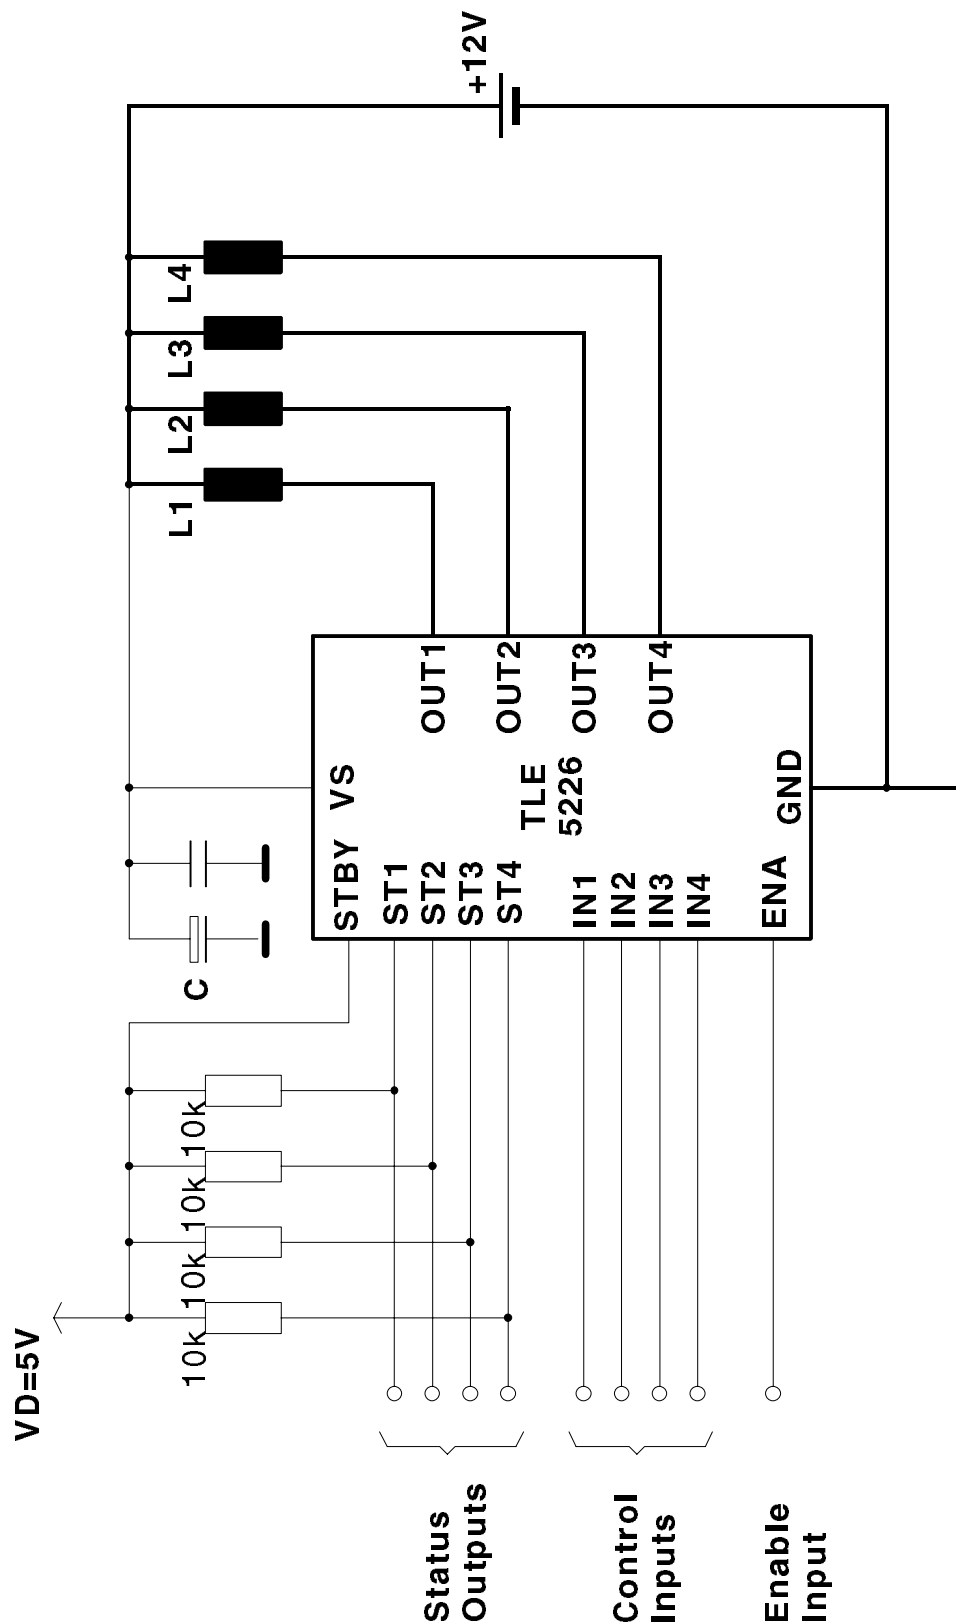 VD=5V
+12V
10k
10k
10k
10k
C
L1
L2
L3
L4
STBY
VS
ST1
ST2
ST3
ST4
TLE
5226
OUT1
OUT2
OUT3
OUT4
IN1
IN2
IN3
IN4
ENA
GND
Status
Outputs
Control
Inputs
Enable
Input